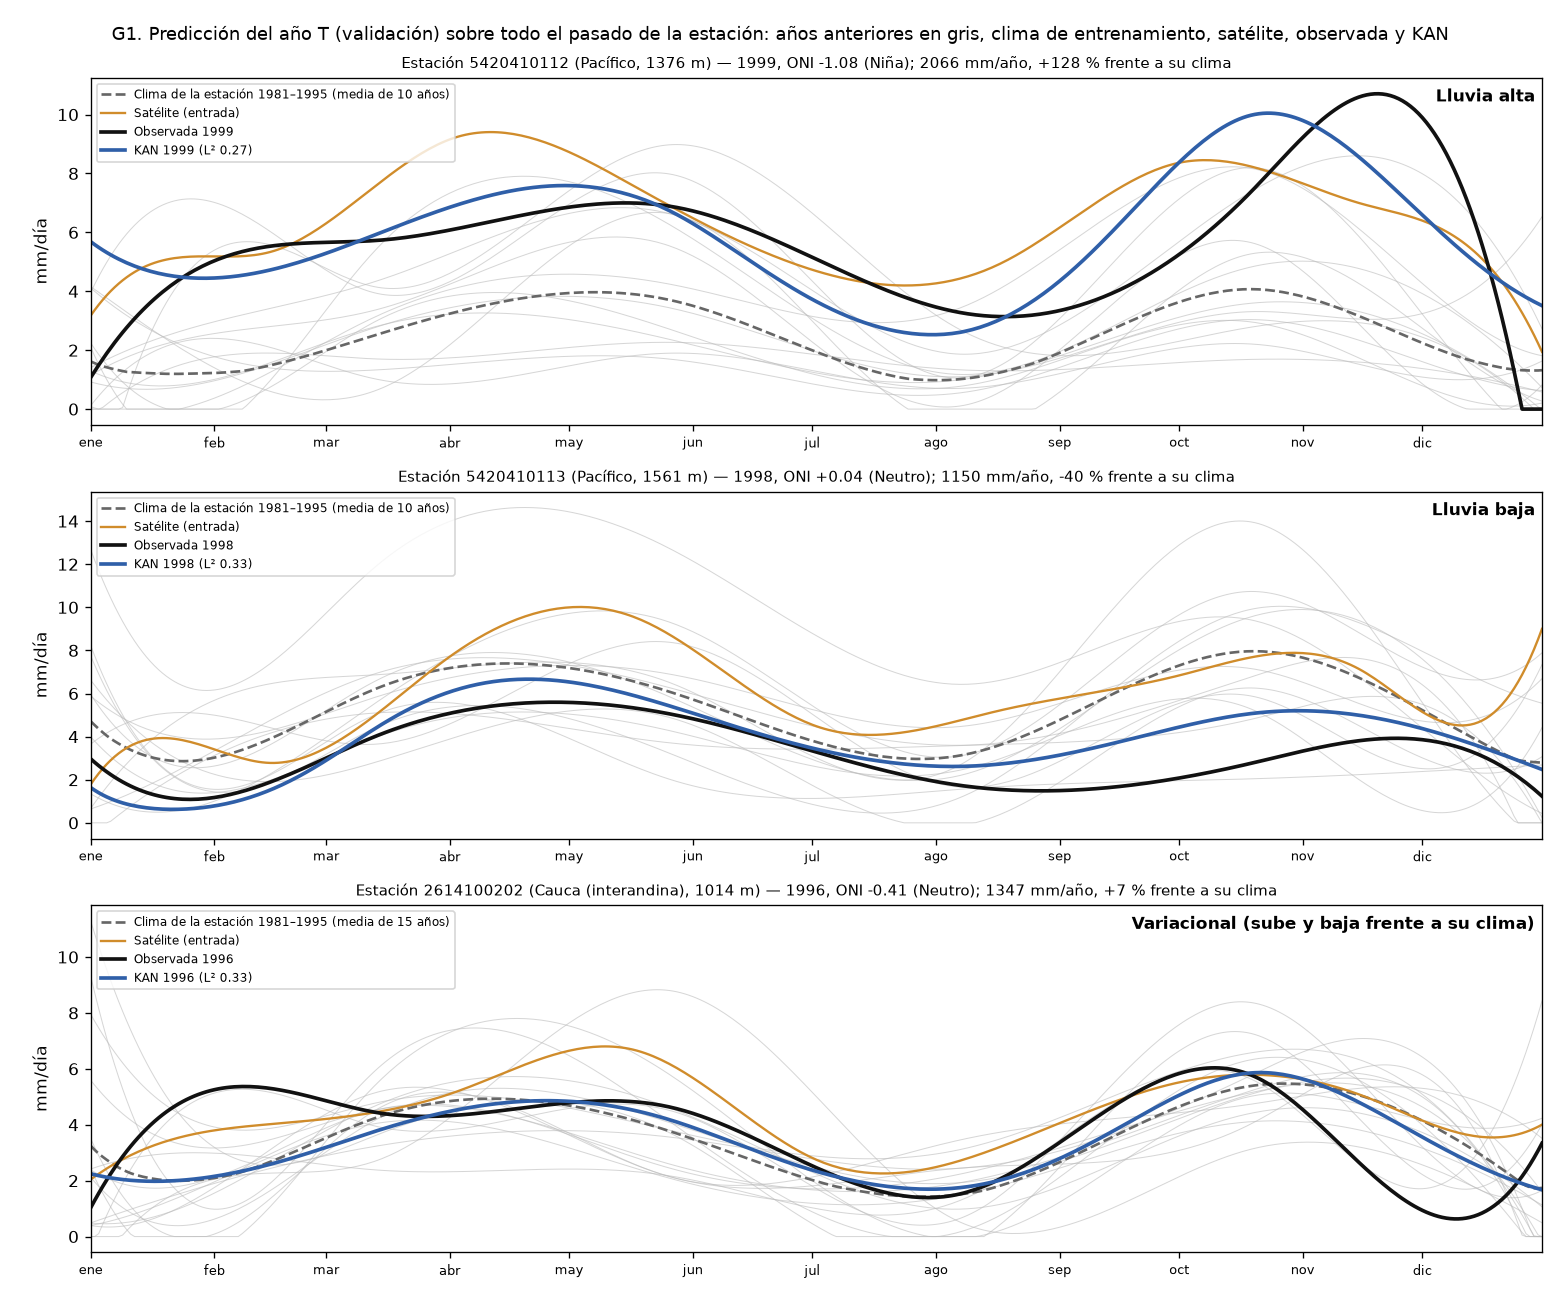 G1. Predicción del año T (validación) sobre todo el pasado de la estación: años anteriores en gris, clima de entrenamiento, satélite, observada y KAN
Estación 5420410112 (Pacífico, 1376 m) — 1999, ONI -1.08 (Niña); 2066 mm/año, +128 % frente a su clima
Clima de la estación 1981–1995 (media de 10 años)
Satélite (entrada)
Observada 1999
KAN 1999 (L² 0.27)
Lluvia alta
mm/día
10
8
6
4
2
0
ene feb mar abr may jun jul ago sep oct nov dic
Estación 5420410113 (Pacífico, 1561 m) — 1998, ONI +0.04 (Neutro); 1150 mm/año, -40 % frente a su clima
Clima de la estación 1981–1995 (media de 10 años)
Satélite (entrada)
Observada 1998
KAN 1998 (L² 0.33)
Lluvia baja
mm/día
14
12
10
8
6
4
2
0
ene feb mar abr may jun jul ago sep oct nov dic
Estación 2614100202 (Cauca (interandina), 1014 m) — 1996, ONI -0.41 (Neutro); 1347 mm/año, +7 % frente a su clima
Clima de la estación 1981–1995 (media de 15 años)
Satélite (entrada)
Observada 1996
KAN 1996 (L² 0.33)
Variacional (sube y baja frente a su clima)
mm/día
10
8
6
4
2
0
ene feb mar abr may jun jul ago sep oct nov dic